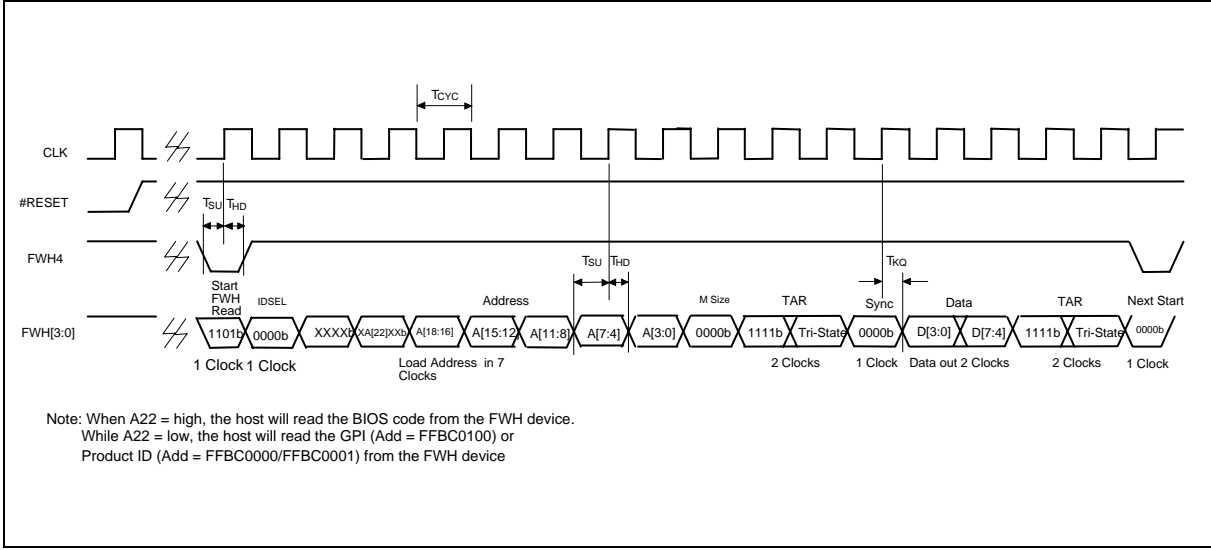 TCYC
CLK
#RESET
TSU THD
FWH4
TSU THD
TKQ
Start
FWH
Read
IDSEL
Address
M Size
TAR
Sync
Data
TAR
Next Start
FWH[3:0]
1101b 0000b XXXXb XA[22]XXb A[18:16] A[15:12] A[11:8] A[7:4] A[3:0] 0000b 1111b Tri-State 0000b D[3:0] D[7:4] 1111b Tri-State 0000b
1 Clock 1 Clock
Load Address in 7
Clocks
2 Clocks
1 Clock
Data out 2 Clocks
2 Clocks
1 Clock
Note: When A22 = high, the host will read the BIOS code from the FWH device.
While A22 = low, the host will read the GPI (Add = FFBC0100) or
Product ID (Add = FFBC0000/FFBC0001) from the FWH device